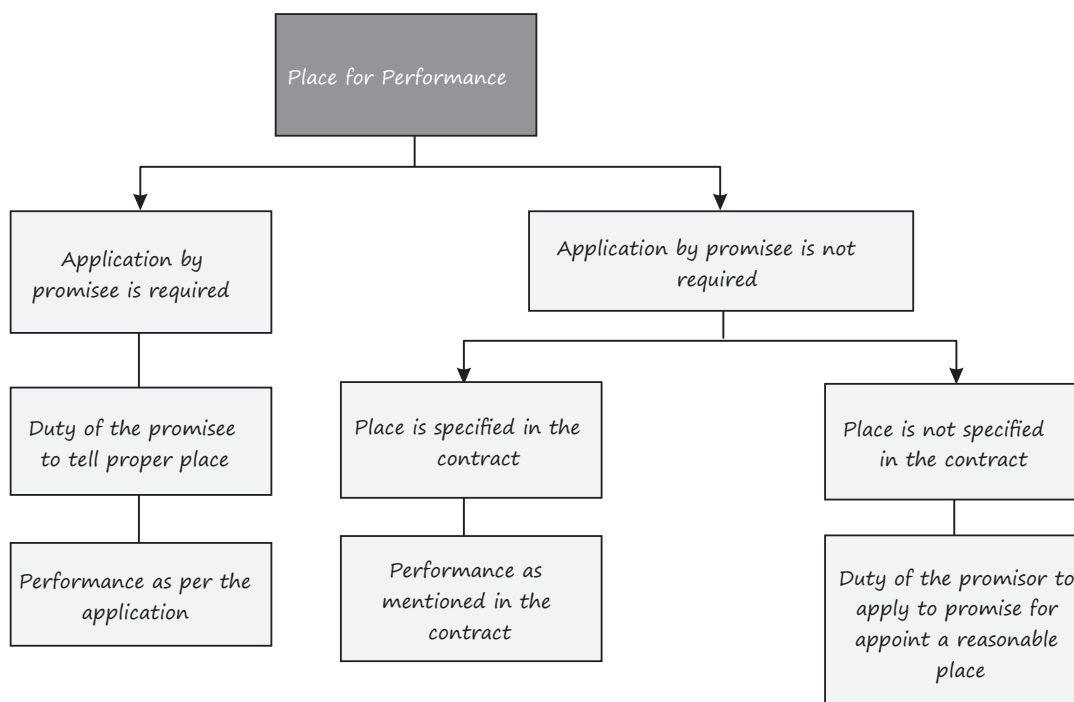 Place for Performance
Application by
promisee is required
Application by promisee is not
required
Duty of the promisee
to tell proper place
Place is specified in the
contract
Place is not specified
in the contract
Performance as per the
application
Performance as
mentioned in the
contract
Duty of the promisor to
apply to promise for
appoint a reasonable
place